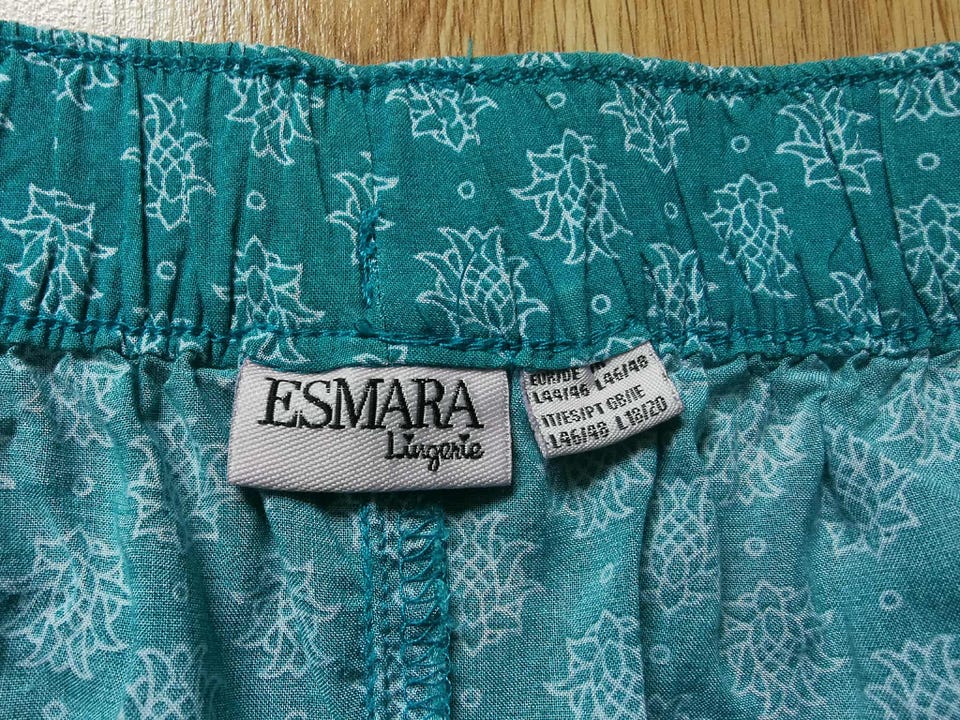 ESMARA
Lingerie
EUR/DE
L44/46 L46/48
IT/ES/PT GB/IE
L46/48 L18/20